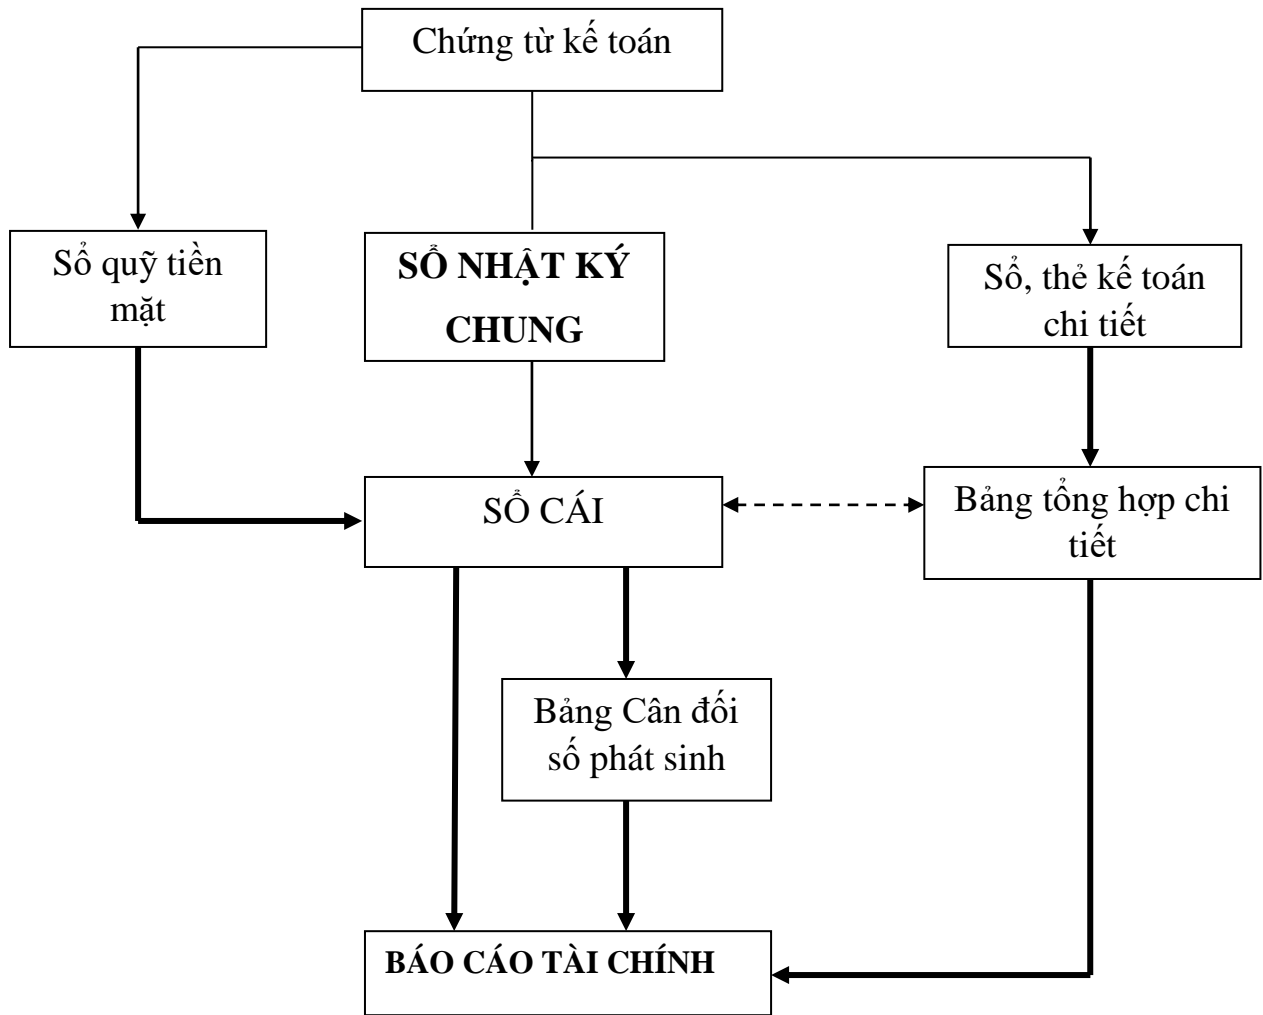 Chứng từ kế toán
Sổ quỹ tiền
mặt
SỔ NHẬT KÝ
CHUNG
Sổ, thẻ kế toán
chi tiết
SỔ CÁI
Bảng tổng hợp chi
tiết
Bảng Cân đối
số phát sinh
BÁO CÁO TÀI CHÍNH